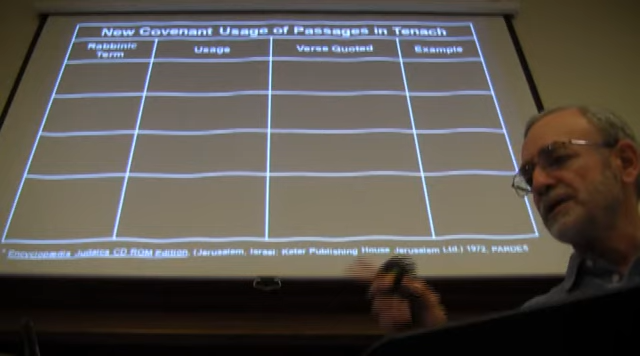 New Covenant Usage of Passages in Tenach
Rabbinic Term
Usage
Verse Quoted
Example
* Encyclopædia Judaica CD ROM Edition, (Jerusalem, Israel: Keter Publishing House Jerusalem Ltd.) 1972, PARDES